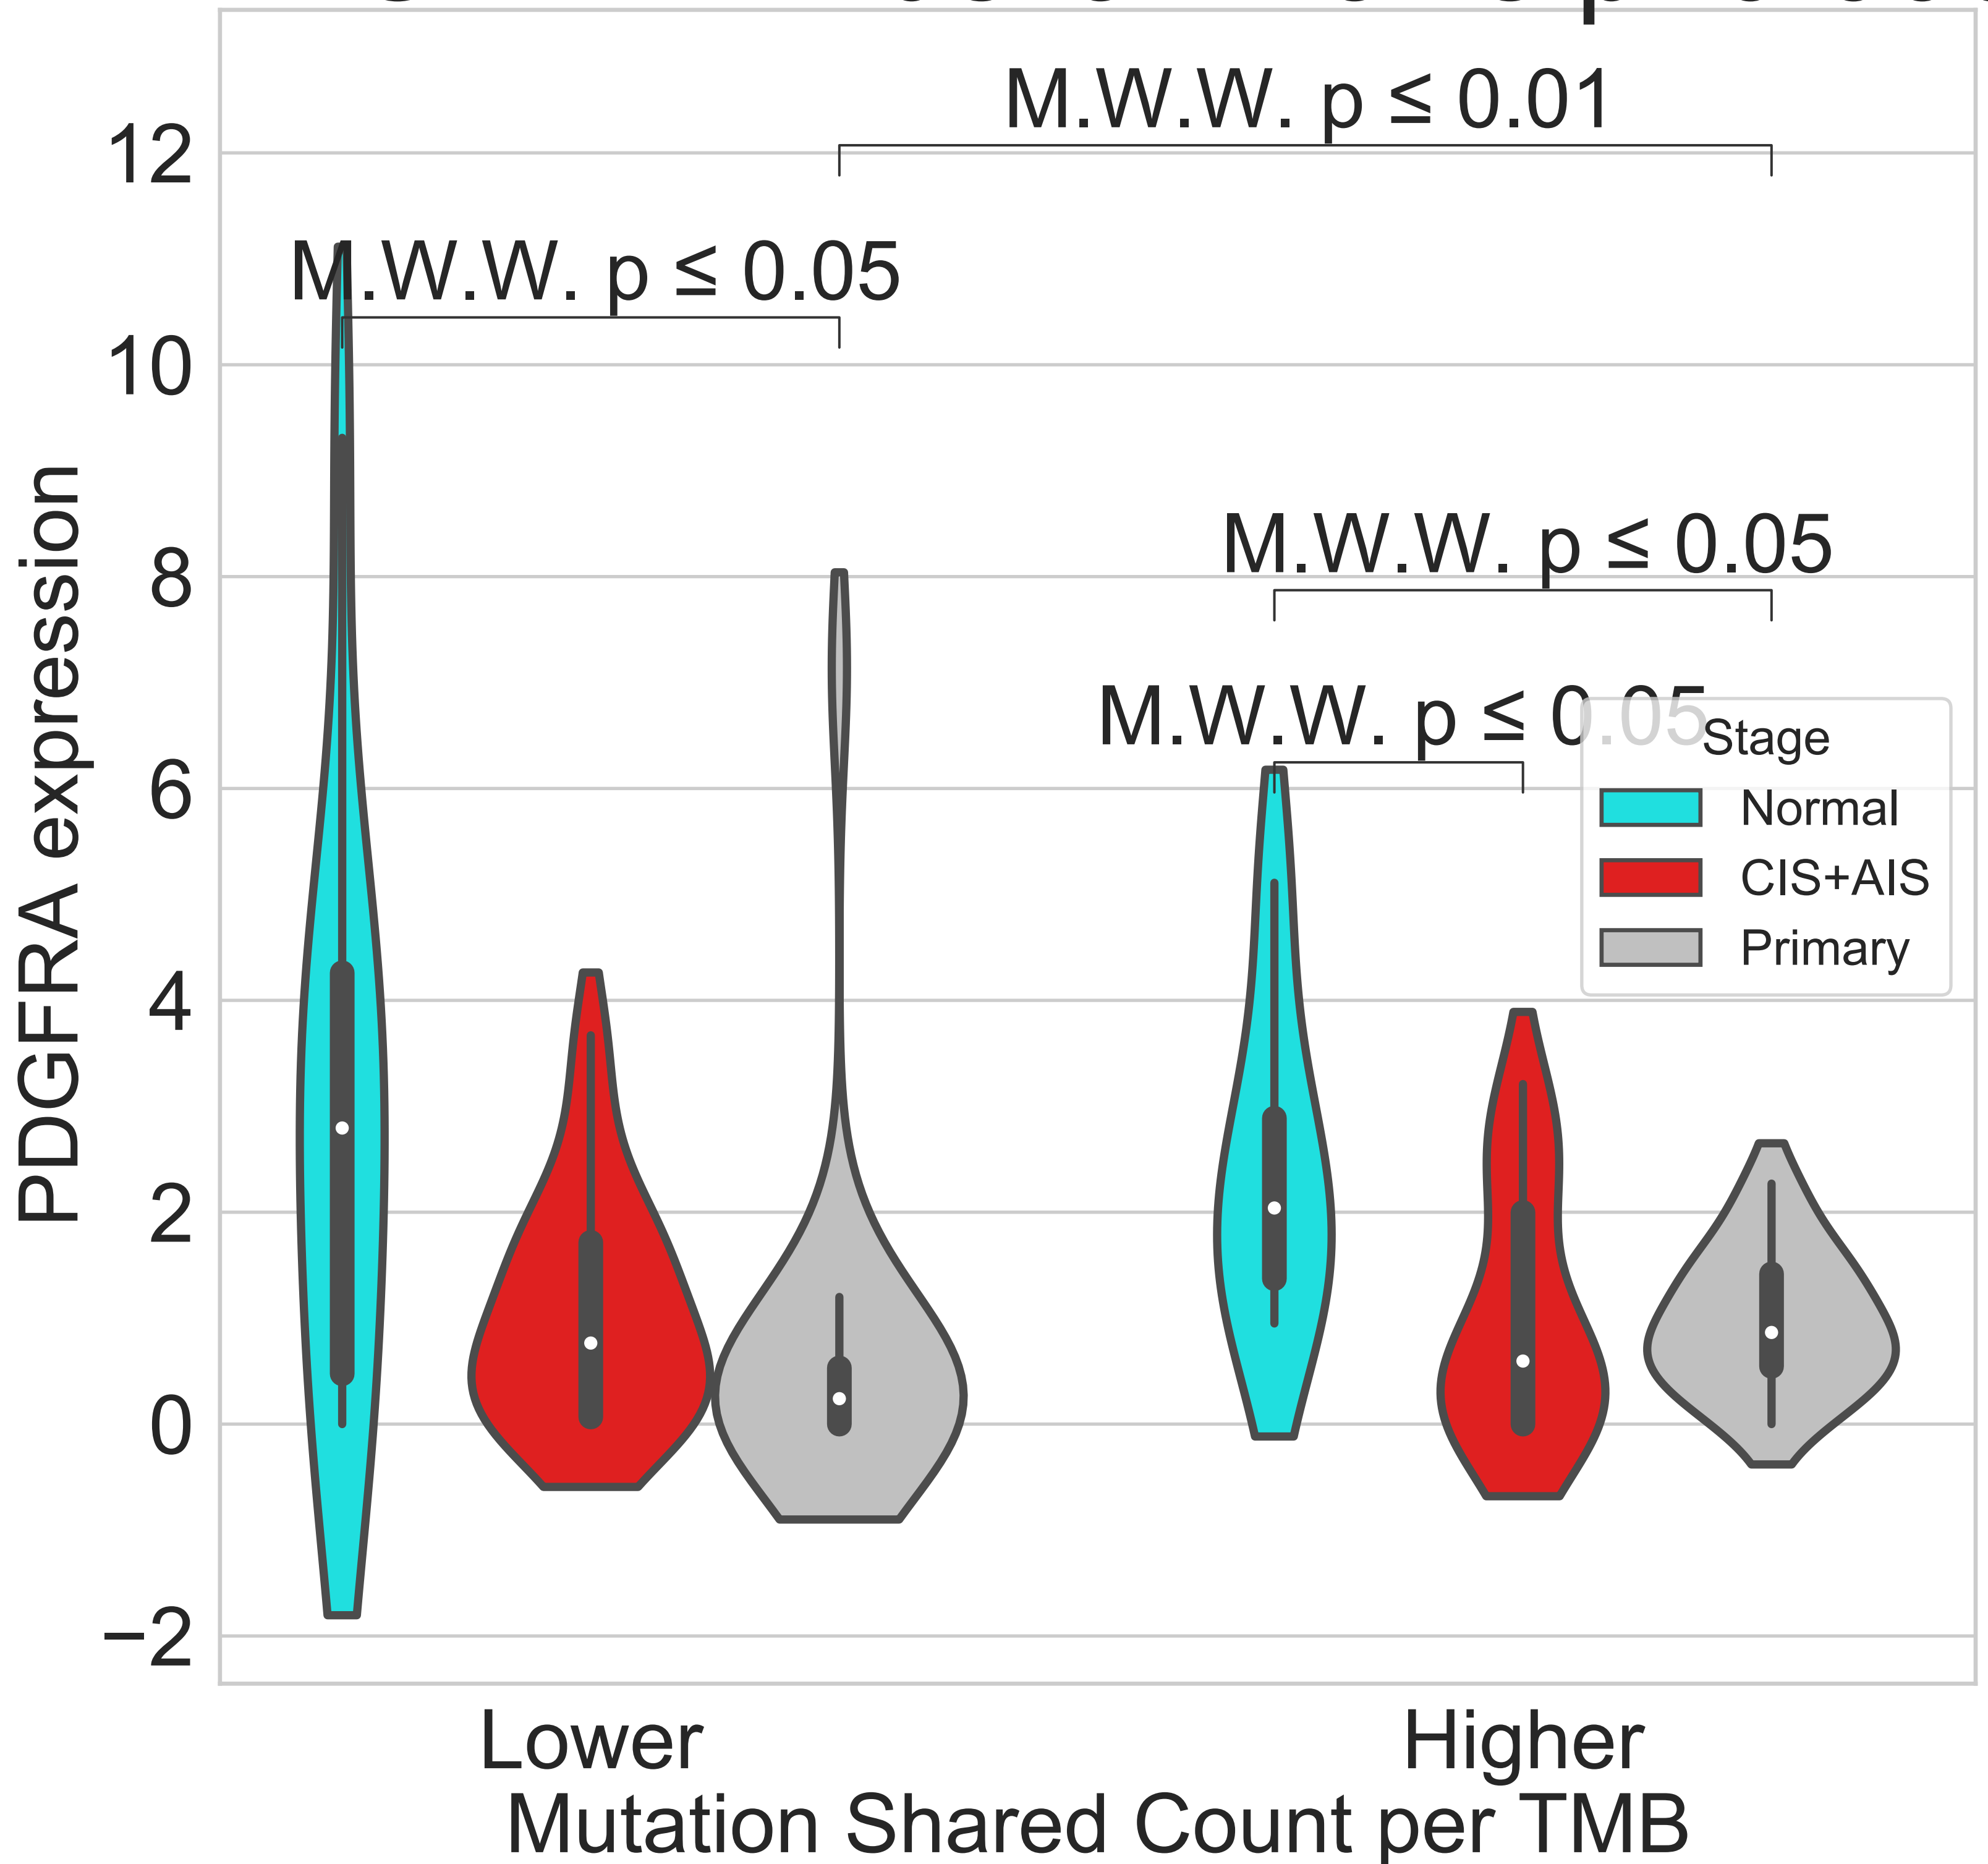 M.W.W. p ≤ 0.01
12
M.W.W. p ≤ 0.05
10
M.W.W. p ≤ 0.05
8
M.W.W. p ≤ 0.05
6
Stage
Normal
CIS+AIS
Primary
4
2
0
−2
PDGFRA expression
Lower
Higher
Mutation Shared Count per TMB